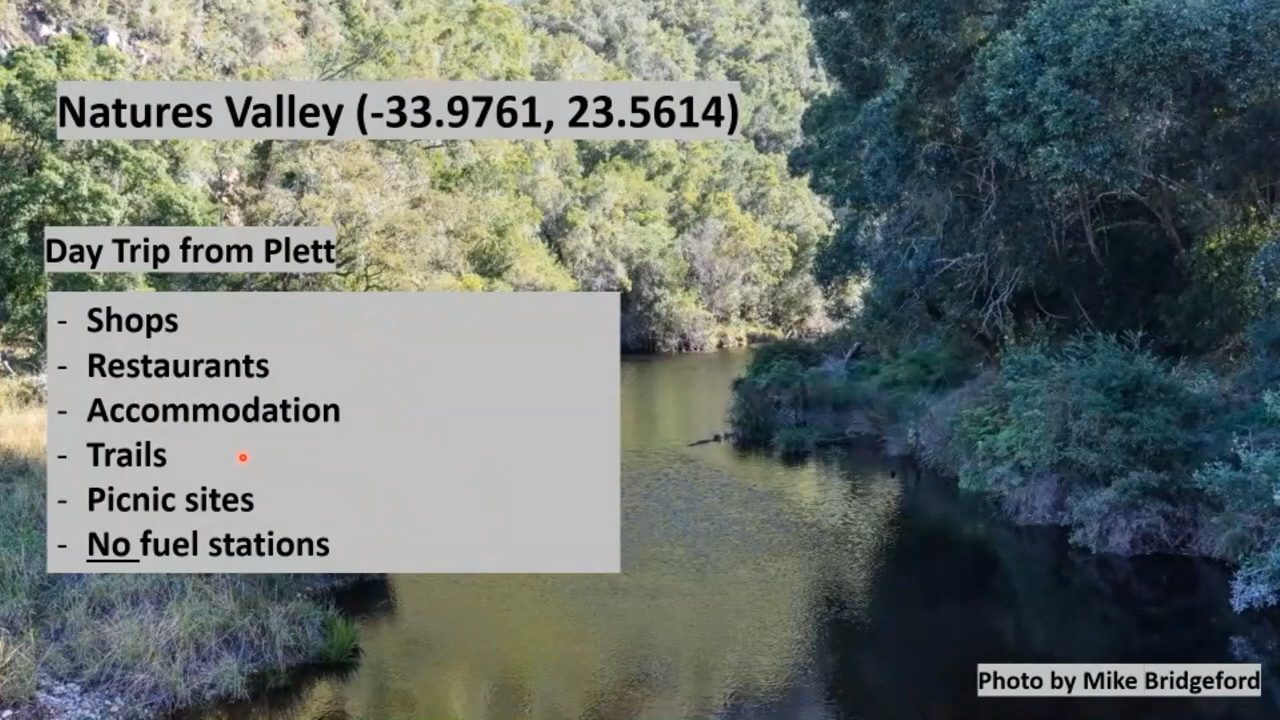 Natures Valley (-33.9761, 23.5614)
Day Trip from Plett
- Shops
- Restaurants
- Accommodation
- Trails
- Picnic sites
- No fuel stations
Photo by Mike Bridgeford